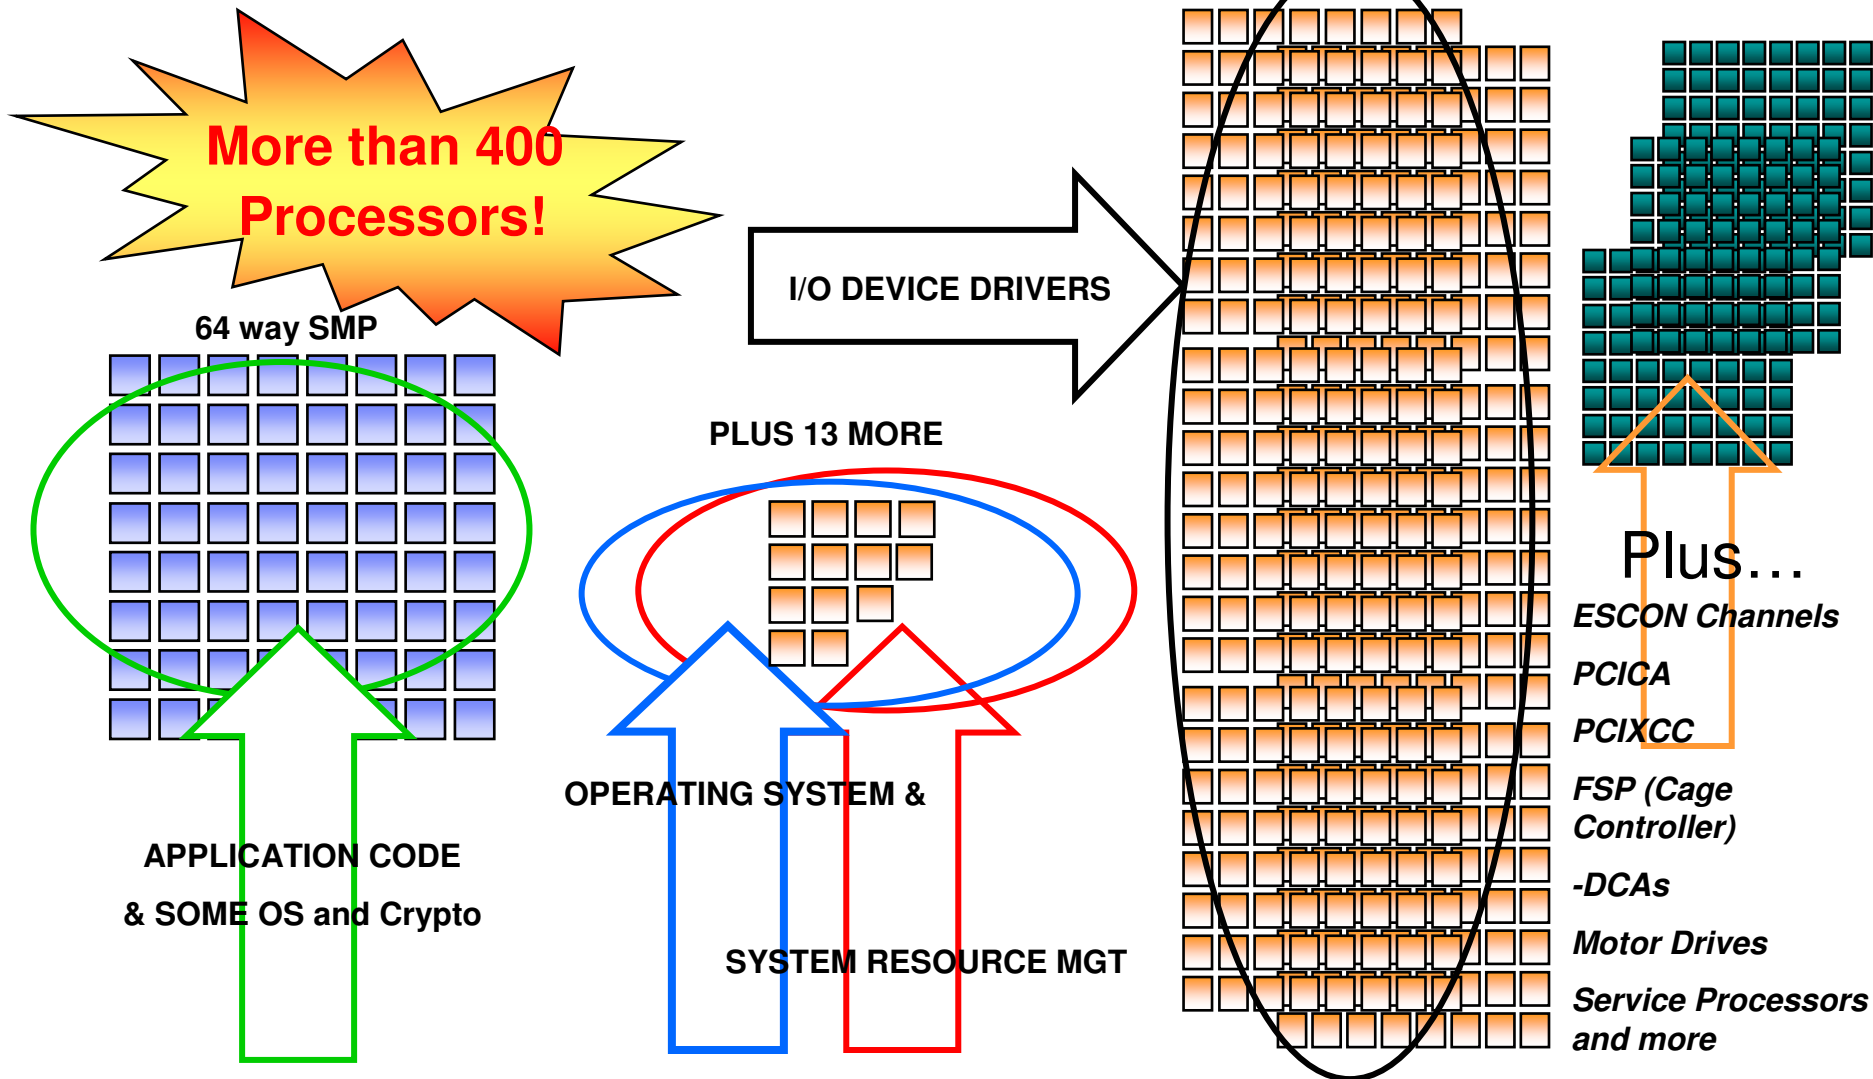 More than 400
Processors!
64 way SMP
I/O DEVICE DRIVERS
PLUS 13 MORE
OPERATING SYSTEM &
APPLICATION CODE
& SOME OS and Crypto
SYSTEM RESOURCE MGT
Plus…
ESCON Channels
PCICA
PCIXCC
FSP (Cage
Controller)
-DCAs
Motor Drives
Service Processors
and more